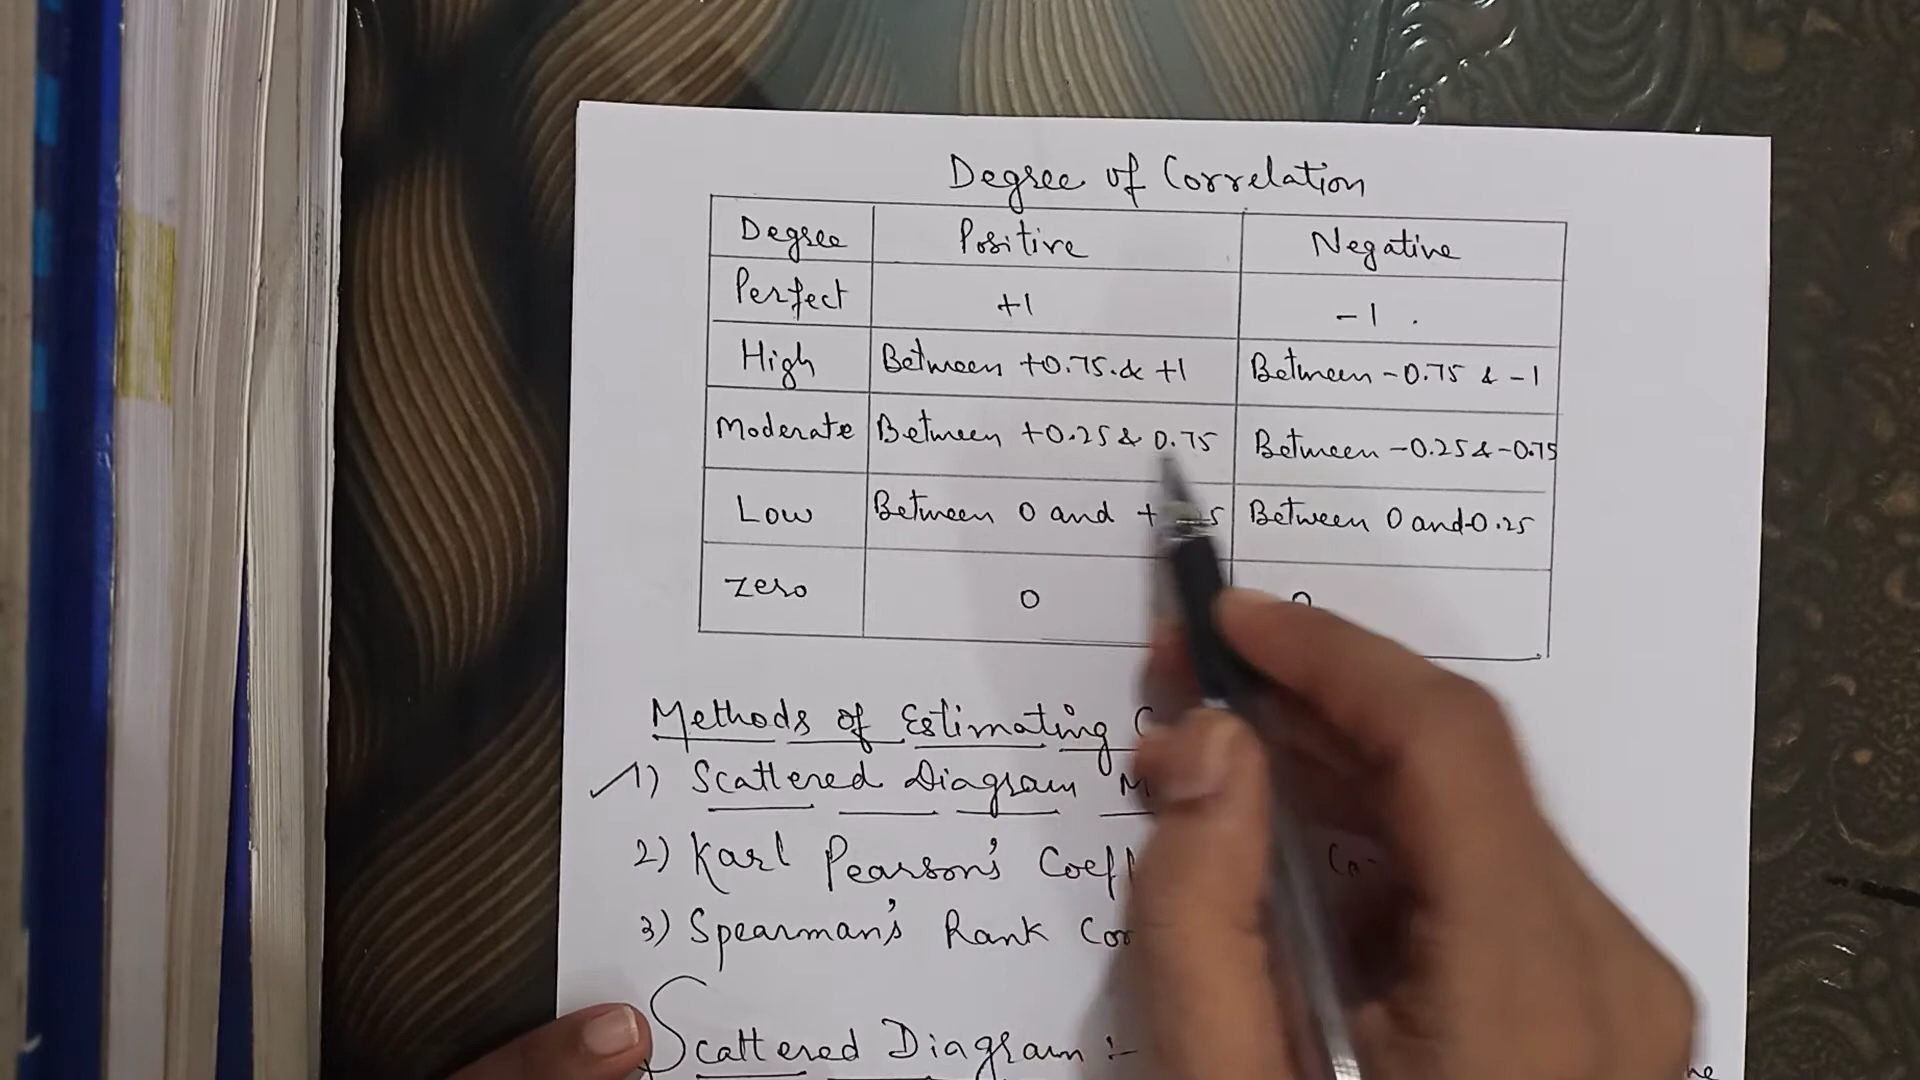 Degree of Correlation
Degree Positive Negative
Perfect +1 -1
High Between +0.75 & +1 Between -0.75 & -1
Moderate Between +0.25 & 0.75 Between -0.25 & -0.75
Low Between 0 and + Between 0 and -0.25
Zero 0
Methods of Estimating
1) Scattered Diagram
2) Karl Pearson's
3) Spearman's Rank
Scattered Diagram :-